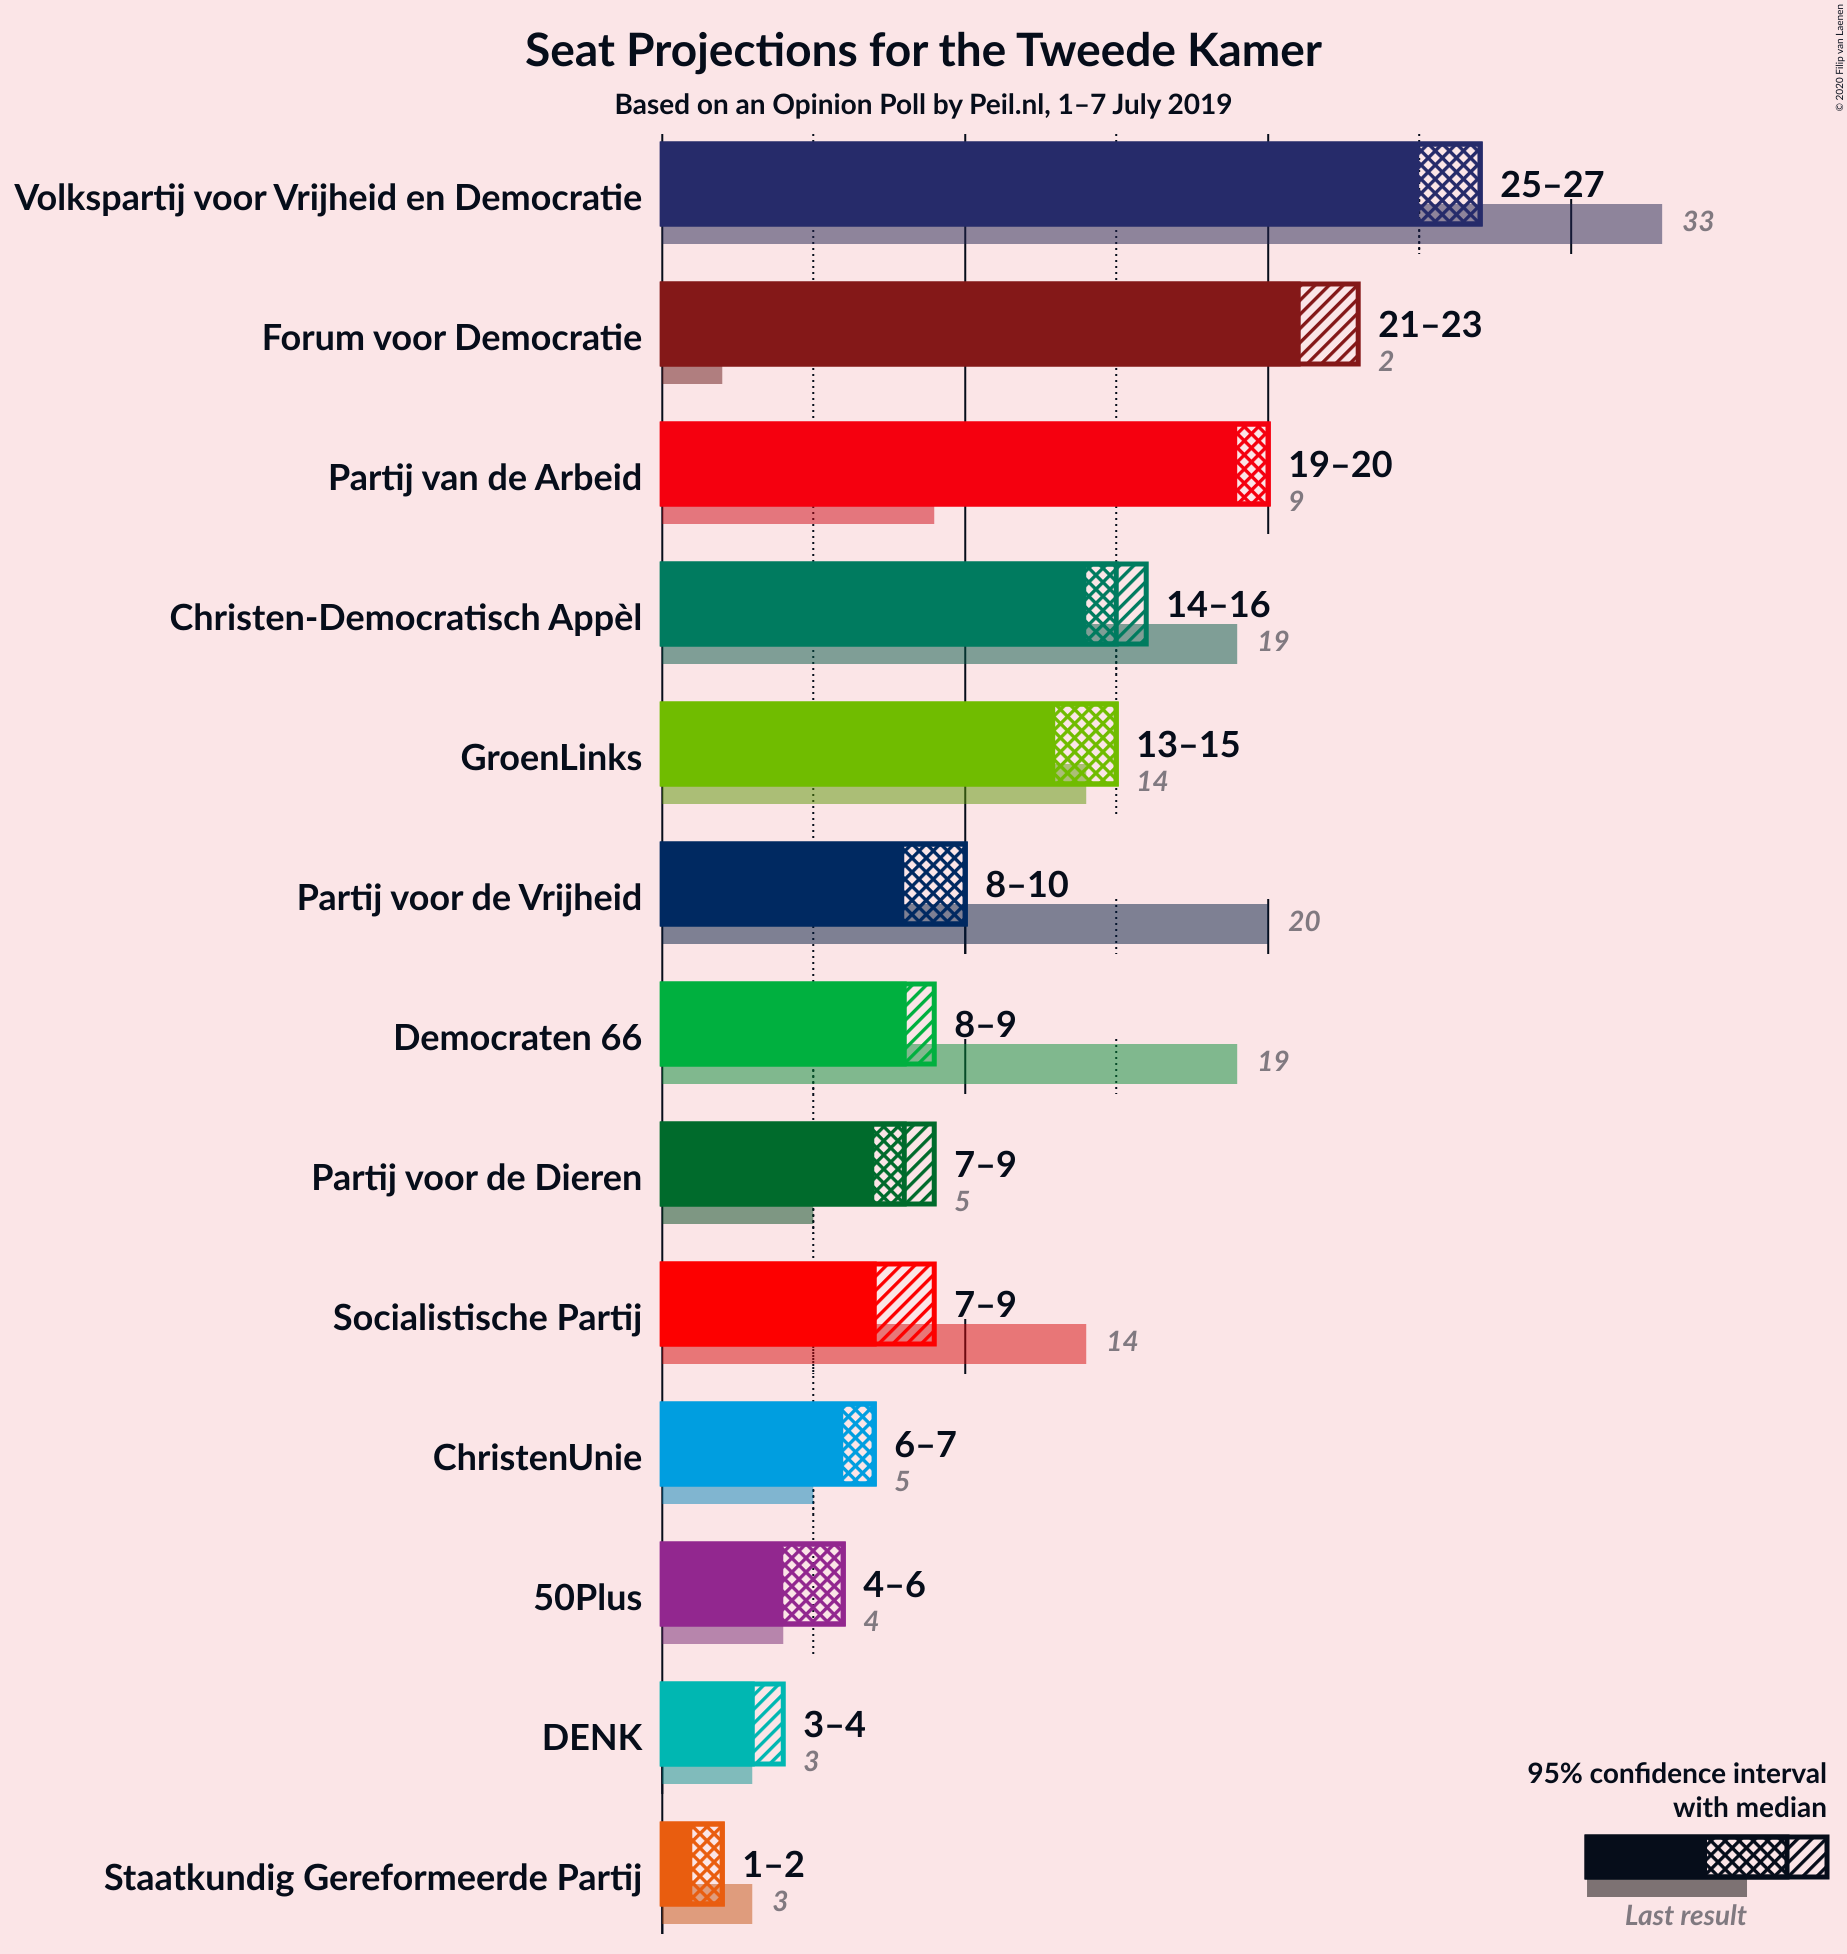 Seat Projections for the Tweede Kamer
Based on an Opinion Poll by Peil.nl, 1–7 July 2019
© 2020 Filip van Laenen
Volkspartij voor Vrijheid en Democratie
25–27
33
Forum voor Democratie
21–23
2
Partij van de Arbeid
19–20
9
Christen-Democratisch Appèl
14–16
19
GroenLinks
13–15
14
Partij voor de Vrijheid
8–10
20
Democraten 66
8–9
19
Partij voor de Dieren
7–9
5
Socialistische Partij
7–9
14
ChristenUnie
6–7
5
50Plus
4–6
4
DENK
3–4
3
Staatkundig Gereformeerde Partij
1–2
3
95% confidence interval
with median
Last result